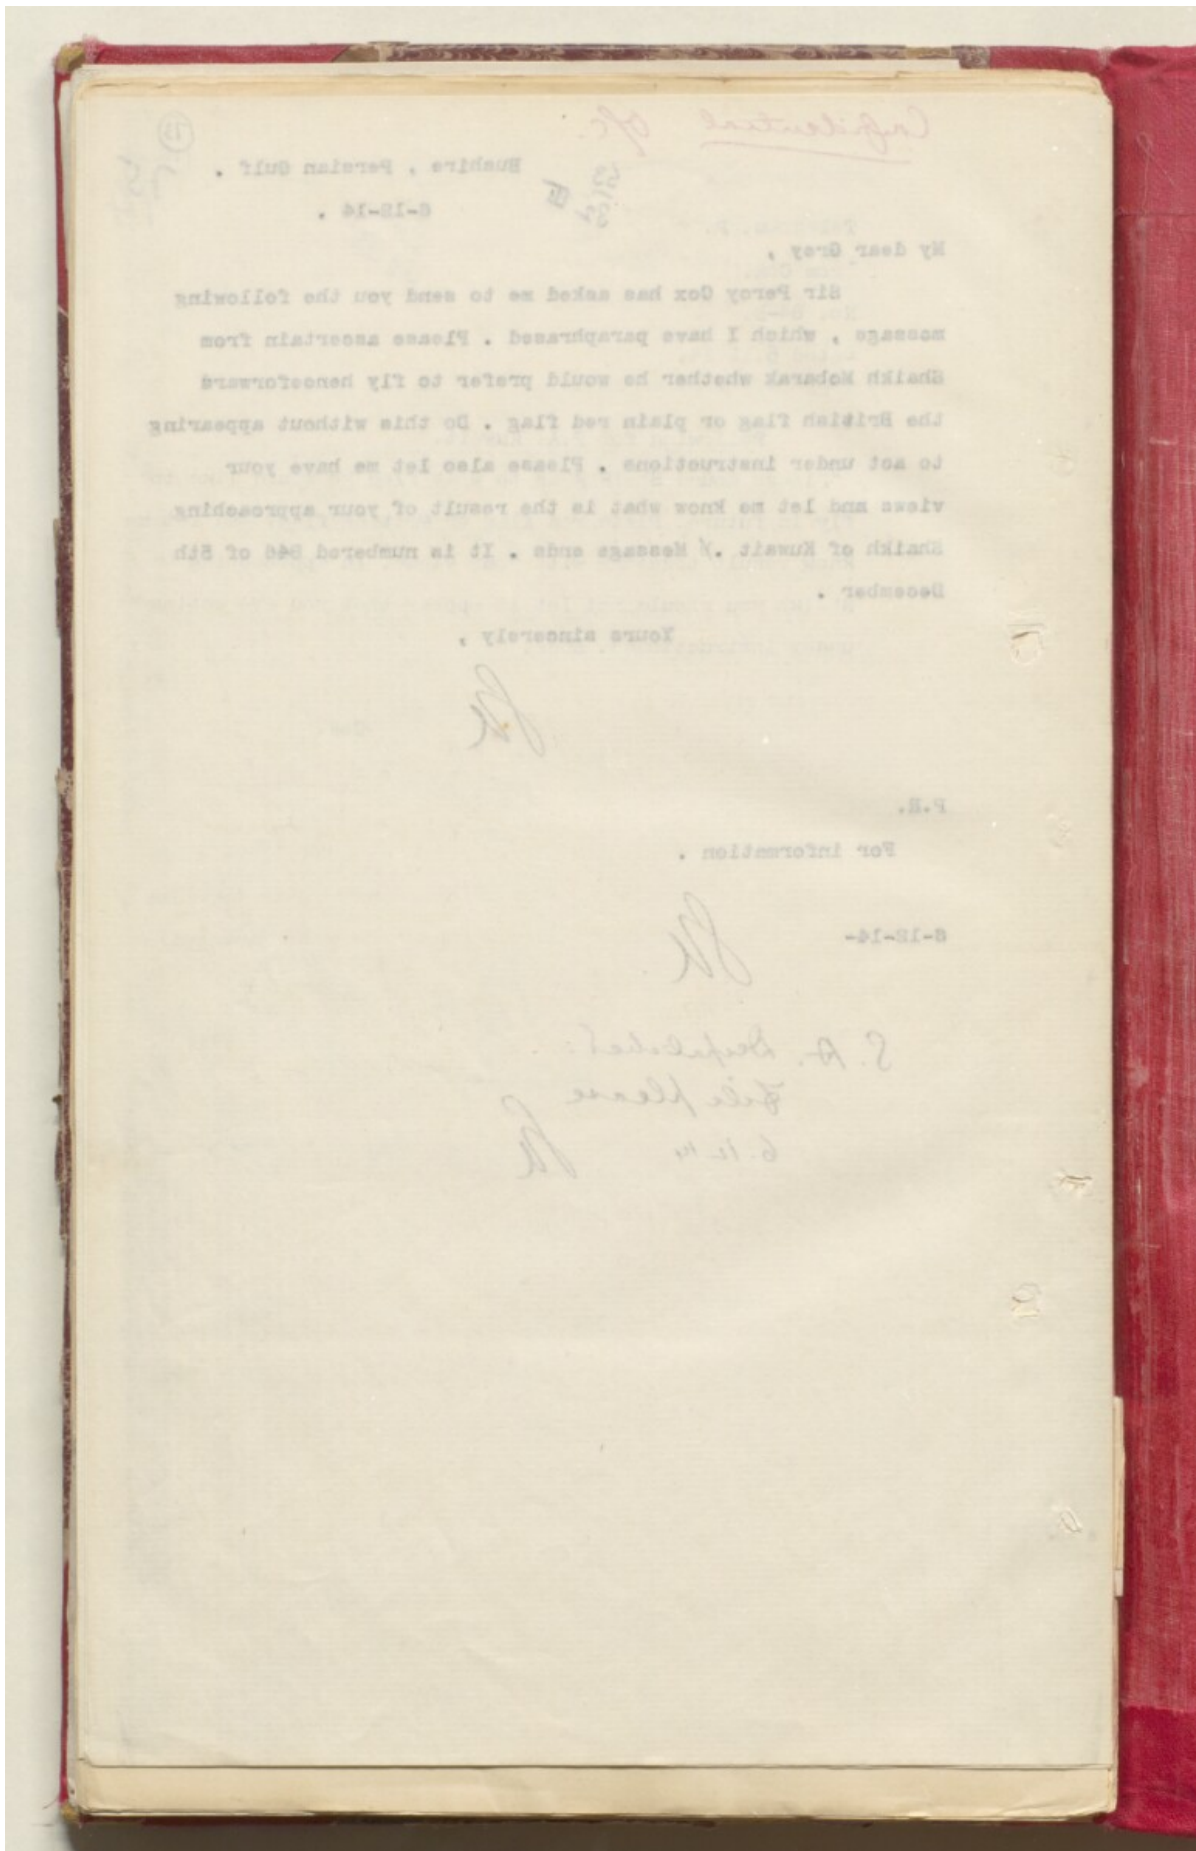 Confidential
Bushire , Persian Gulf .
6-12-14 .
My dear Grey ,
Sir Percy Cox has asked me to send you the following
message , which I have paraphrased . Please ascertain from
Shaikh Mobarak whether he would prefer to fly henceforward
the British flag or plain red flag . Do this without appearing
to act under instructions . Please also let me have your
views and let me know what is the result of your approaching
Shaikh of Kuwait . Message ends . It is numbered of 5th
December .
Yours sincerely ,
P.R.
For information .
6-12-14-
S. A. Despatched.
File please